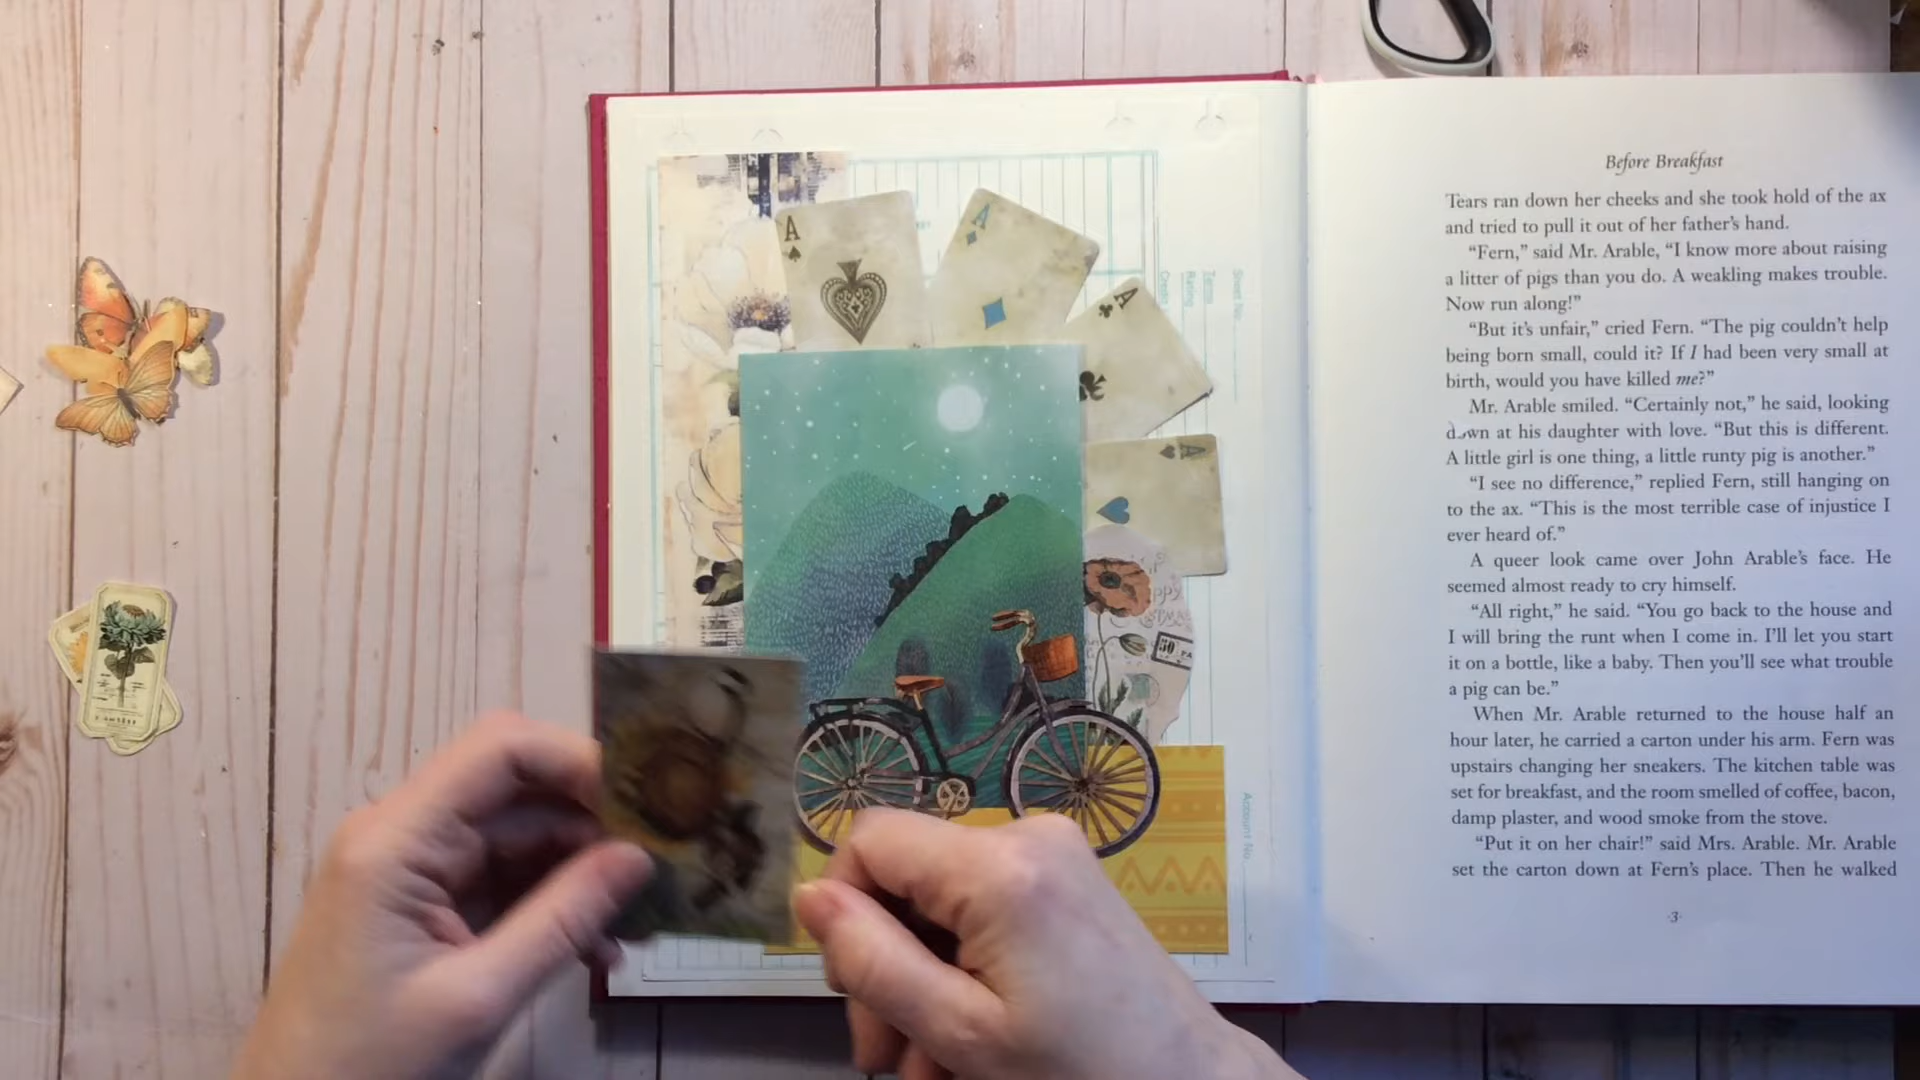 A
A
A
A
Sheet No.
Terms
Rating
Credit
30 PA
Account No.
Before Breakfast
Tears ran down her cheeks and she took hold of the ax
and tried to pull it out of her father’s hand.
“Fern,” said Mr. Arable, “I know more about raising
a litter of pigs than you do. A weakling makes trouble.
Now run along!”
“But it’s unfair,” cried Fern. “The pig couldn’t help
being born small, could it? If I had been very small at
birth, would you have killed me?”
Mr. Arable smiled. “Certainly not,” he said, looking
down at his daughter with love. “But this is different.
A little girl is one thing, a little runty pig is another.”
“I see no difference,” replied Fern, still hanging on
to the ax. “This is the most terrible case of injustice I
ever heard of.”
A queer look came over John Arable’s face. He
seemed almost ready to cry himself.
“All right,” he said. “You go back to the house and
I will bring the runt when I come in. I’ll let you start
it on a bottle, like a baby. Then you’ll see what trouble
a pig can be.”
When Mr. Arable returned to the house half an
hour later, he carried a carton under his arm. Fern was
upstairs changing her sneakers. The kitchen table was
set for breakfast, and the room smelled of coffee, bacon,
damp plaster, and wood smoke from the stove.
“Put it on her chair!” said Mrs. Arable. Mr. Arable
set the carton down at Fern’s place. Then he walked
·3·